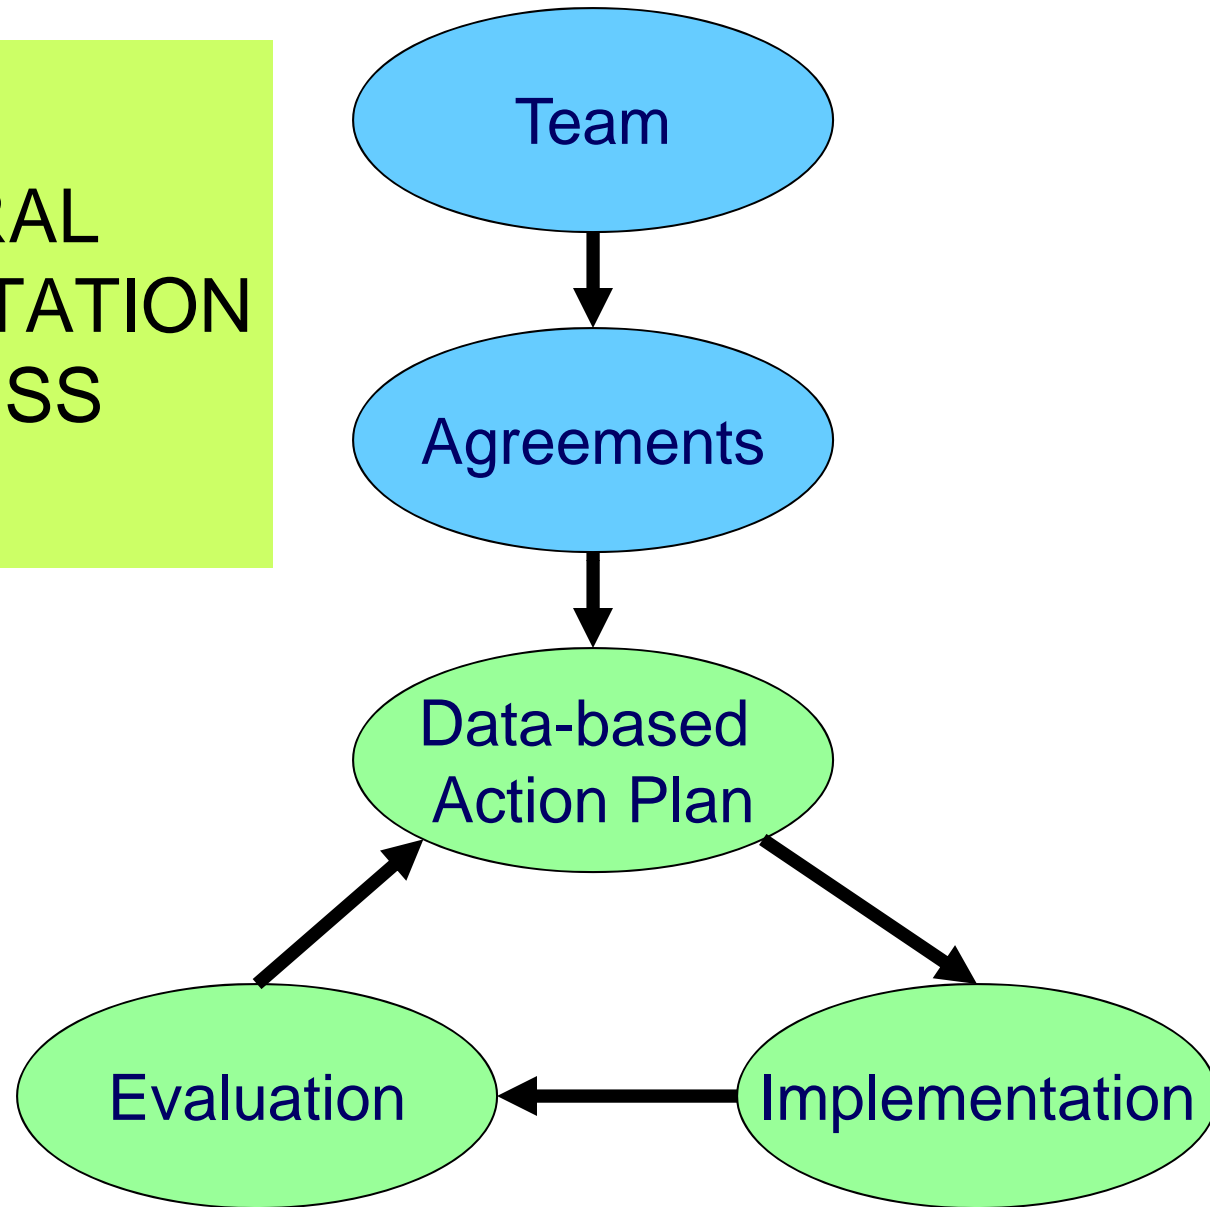 RAL
TATION
SS
Team
Agreements
Data-based
Action Plan
Evaluation
Implementation